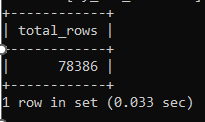 +------------+
| total_rows |
+------------+
|      78386 |
+------------+
1 row in set (0.033 sec)